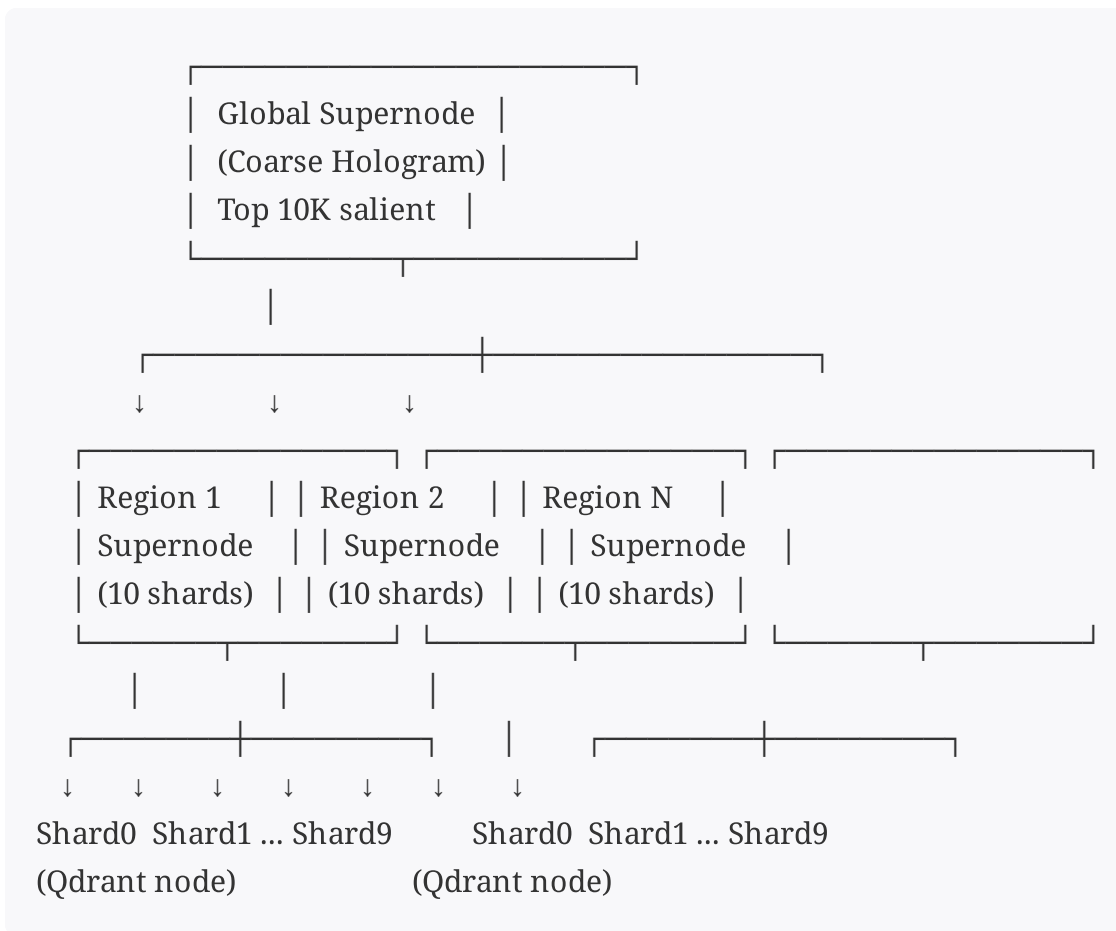 Global Supernode
(Coarse Hologram)
Top 10K salient
↓ ↓ ↓
Region 1 Region 2 Region N
Supernode Supernode Supernode
(10 shards) (10 shards) (10 shards)
↓ ↓ ↓ ↓ ↓ ↓ ↓
Shard0 Shard1 ... Shard9 Shard0 Shard1 ... Shard9
(Qdrant node) (Qdrant node)